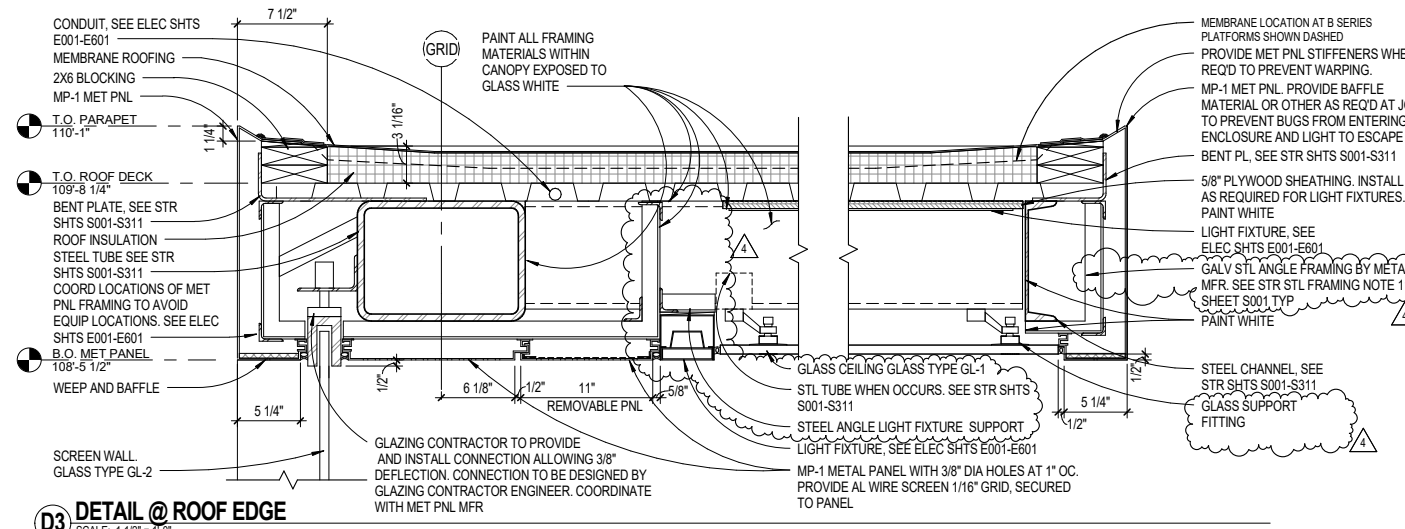 7 1/2"
CONDUIT, SEE ELEC SHTS
E001-E601
MEMBRANE ROOFING
2X6 BLOCKING
MP-1 MET PNL
T.O. PARAPET
110'-1"
1 1/4"
T.O. ROOF DECK
109'-8 1/4"
BENT PLATE, SEE STR
SHTS S001-S311
ROOF INSULATION
STEEL TUBE SEE STR
SHTS S001-S311
COORD LOCATIONS OF MET
PNL FRAMING TO AVOID
EQUIP LOCATIONS. SEE ELEC
SHTS E001-E601
B.O. MET PANEL
108'-5 1/2"
WEEP AND BAFFLE
5 1/4"
SCREEN WALL.
GLASS TYPE GL-2
GRID
PAINT ALL FRAMING
MATERIALS WITHIN
CANOPY EXPOSED TO
GLASS WHITE
3 1/16"
4
1/2"
6 1/8"
1/2"
11"
5/8"
REMOVABLE PNL
GLAZING CONTRACTOR TO PROVIDE
AND INSTALL CONNECTION ALLOWING 3/8"
DEFLECTION. CONNECTION TO BE DESIGNED BY
GLAZING CONTRACTOR ENGINEER. COORDINATE
WITH MET PNL MFR
GLASS CEILING GLASS TYPE GL-1
STL TUBE WHEN OCCURS. SEE STR SHTS
S001-S311
STEEL ANGLE LIGHT FIXTURE SUPPORT
LIGHT FIXTURE, SEE ELEC SHTS E001-E601
MP-1 METAL PANEL WITH 3/8" DIA HOLES AT 1" OC.
PROVIDE AL WIRE SCREEN 1/16" GRID, SECURED
TO PANEL
MEMBRANE LOCATION AT B SERIES
PLATFORMS SHOWN DASHED
PROVIDE MET PNL STIFFENERS
REQ'D TO PREVENT WARPING.
MP-1 MET PNL. PROVIDE BAFFLE
MATERIAL OR OTHER AS REQ'D AT
TO PREVENT BUGS FROM ENTERING
ENCLOSURE AND LIGHT TO ESCAPE
BENT PL, SEE STR SHTS S001-S311
5/8" PLYWOOD SHEATHING. INSTALL
AS REQUIRED FOR LIGHT FIXTURES.
PAINT WHITE
LIGHT FIXTURE, SEE
ELEC SHTS E001-E601
GALV STL ANGLE FRAMING BY META
MFR. SEE STR STL FRAMING NOTE 1
SHEET S001 TYP
4
PAINT WHITE
1/2"
STEEL CHANNEL, SEE
STR SHTS S001-S311
5 1/4"
1/2"
GLASS SUPPORT
FITTING
4
D3 DETAIL @ ROOF EDGE